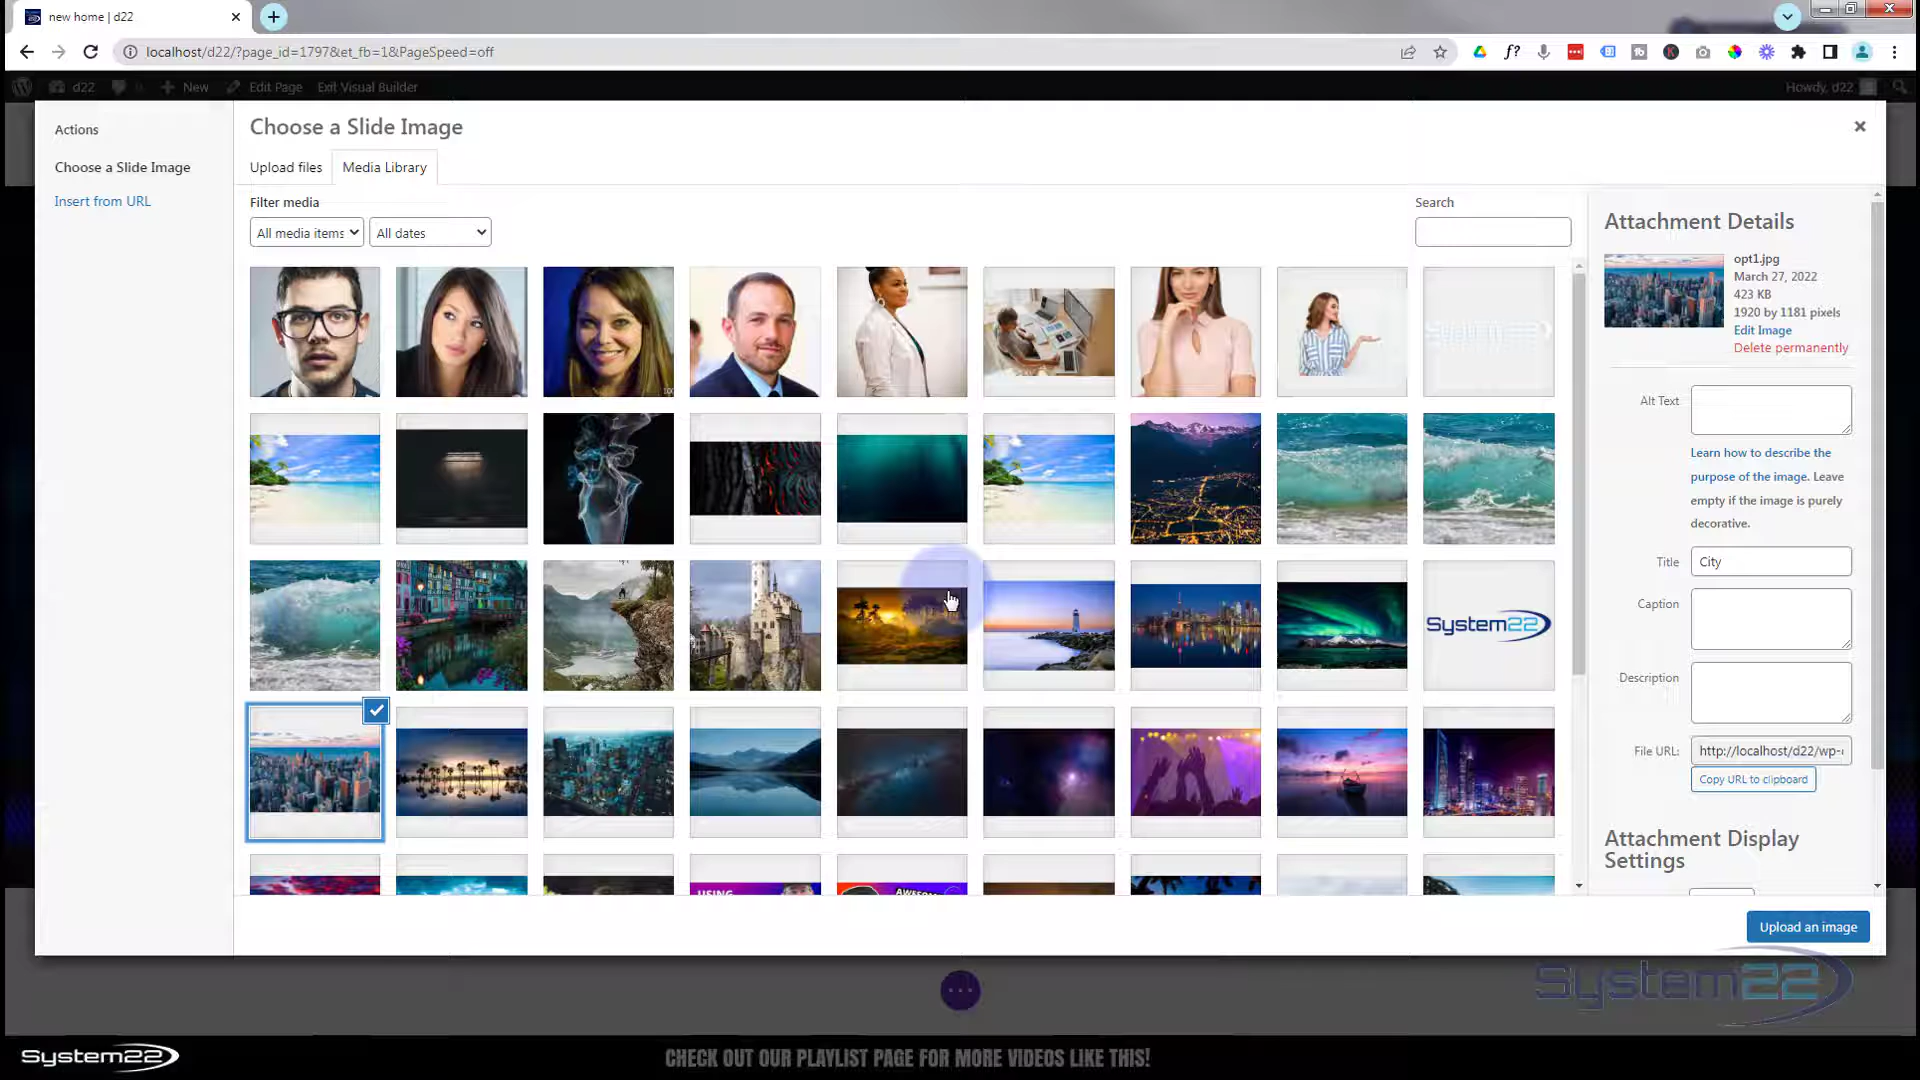 new home | d22
localhost/d22/?page_id=1797&et_fb=1&PageSpeed=off
d22
New
Edit Page
Exit Visual Builder
Howdy, d22
Actions
Choose a Slide Image
Insert from URL
Choose a Slide Image
Upload files
Media Library
Filter media
All media items
All dates
Search
System22
USING
AWESOME
Attachment Details
opt1.jpg
March 27, 2022
423 KB
1920 by 1181 pixels
Edit Image
Delete permanently
Alt Text
Learn how to describe the
purpose of the image. Leave
empty if the image is purely
decorative.
Title
City
Caption
Description
File URL:
http://localhost/d22/wp-
Copy URL to clipboard
Attachment Display
Settings
Upload an image
System22
System22
CHECK OUT OUR PLAYLIST PAGE FOR MORE VIDEOS LIKE THIS!